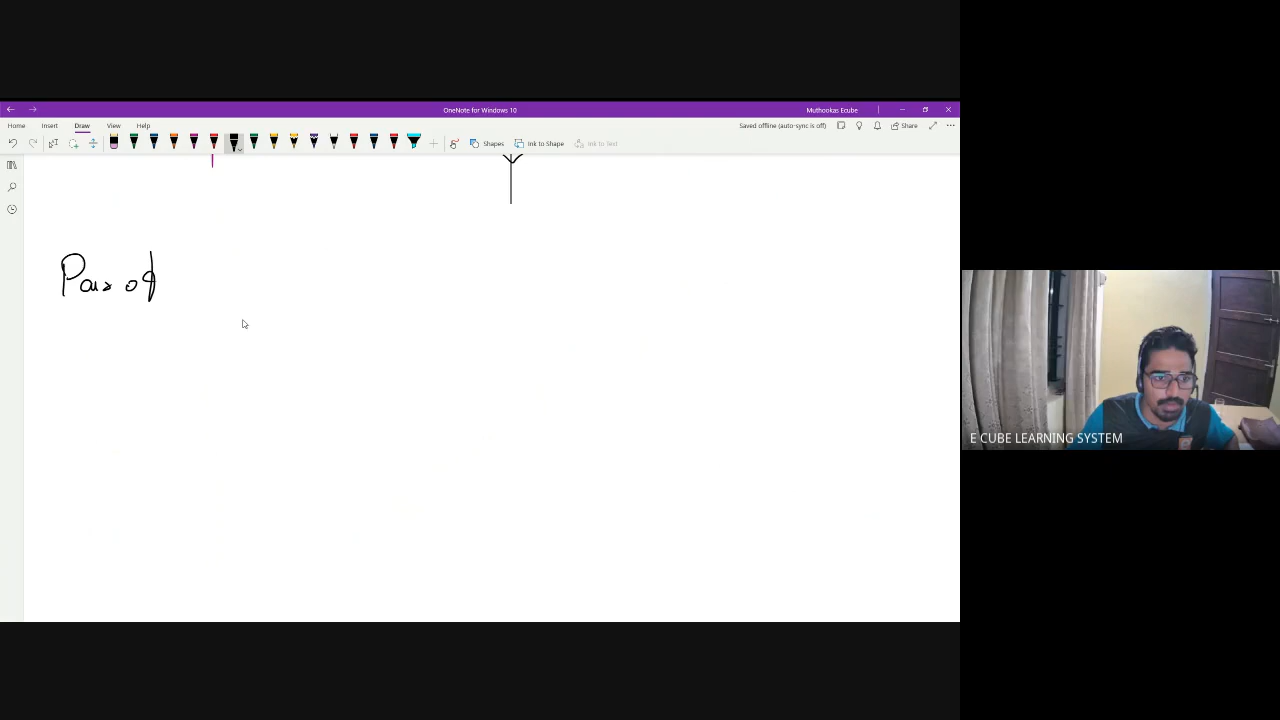 OneNote for Windows 10
Muthookas Ecube
Home Insert Draw View Help
Saved offline (auto-sync is off)
Share
Shapes
Ink to Shape
Ink to Text
Pair of
E CUBE LEARNING SYSTEM